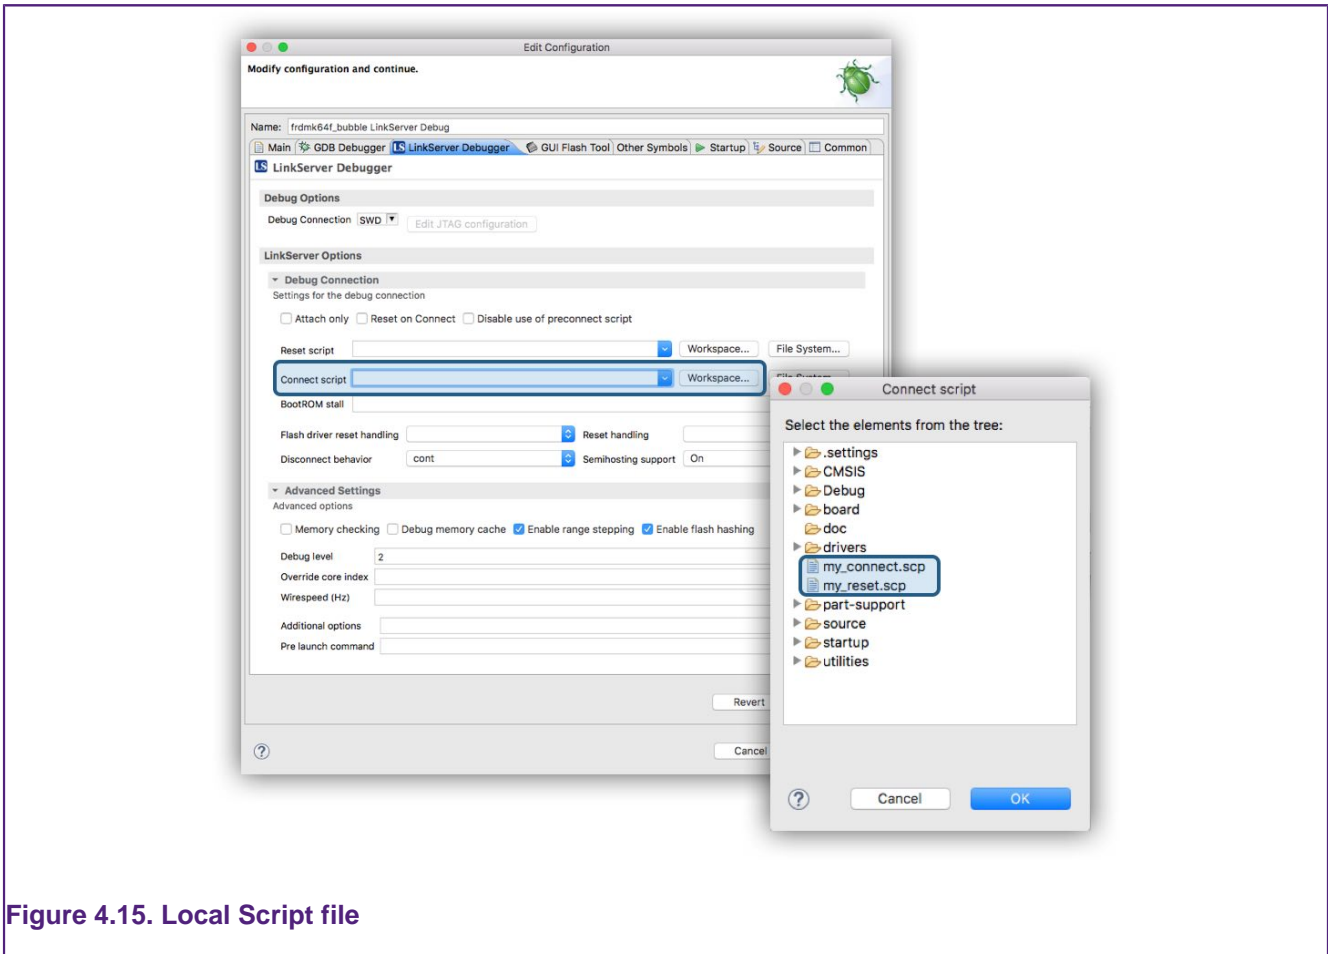 Edit Configuration
Modify configuration and continue.
Name: frdmk64f_bubble LinkServer Debug
Main GDB Debugger LS LinkServer Debugger GUI Flash Tool Other Symbols Startup Source Common
LS LinkServer Debugger
Debug Options
Debug Connection SWD Edit JTAG configuration
LinkServer Options
Debug Connection
Settings for the debug connection
Attach only Reset on Connect Disable use of preconnect script
Reset script Workspace... File System...
Connect script Workspace...
BootROM stall
Flash driver reset handling Reset handling
Disconnect behavior cont Semihosting support On
Advanced Settings
Advanced options
Memory checking Debug memory cache Enable range stepping Enable flash hashing
Debug level 2
Override core index
Wirespeed (Hz)
Additional options
Pre launch command
Revert
? Cancel
Connect script
Select the elements from the tree:
.settings
CMSIS
Debug
board
doc
drivers
my_connect.scp
my_reset.scp
part-support
source
startup
utilities
? Cancel OK
Figure 4.15. Local Script file